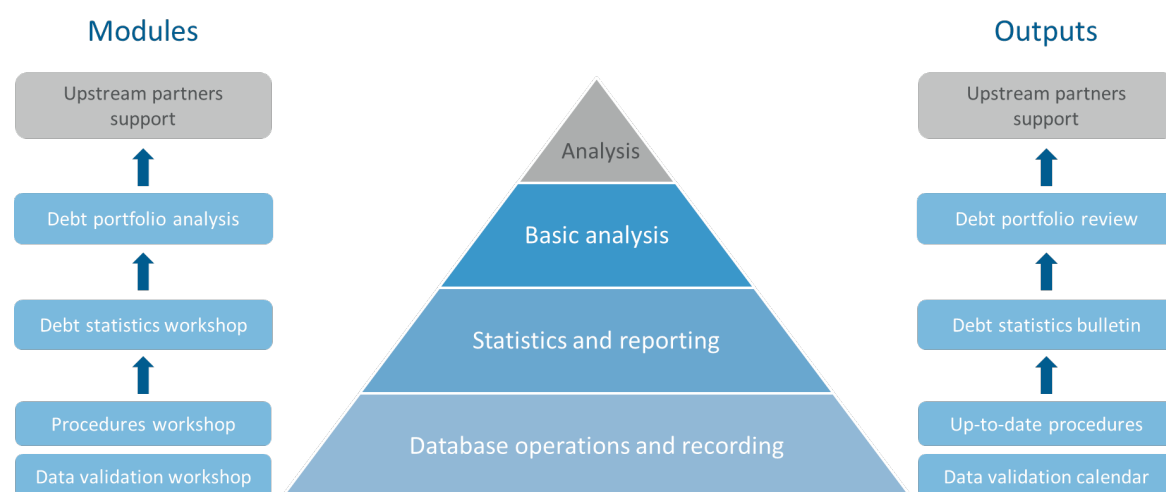 Modules
Upstream partners
support
Debt portfolio analysis
Debt statistics workshop
Procedures workshop
Data validation workshop
Analysis
Basic analysis
Statistics and reporting
Database operations and recording
Outputs
Upstream partners
support
Debt portfolio review
Debt statistics bulletin
Up-to-date procedures
Data validation calendar